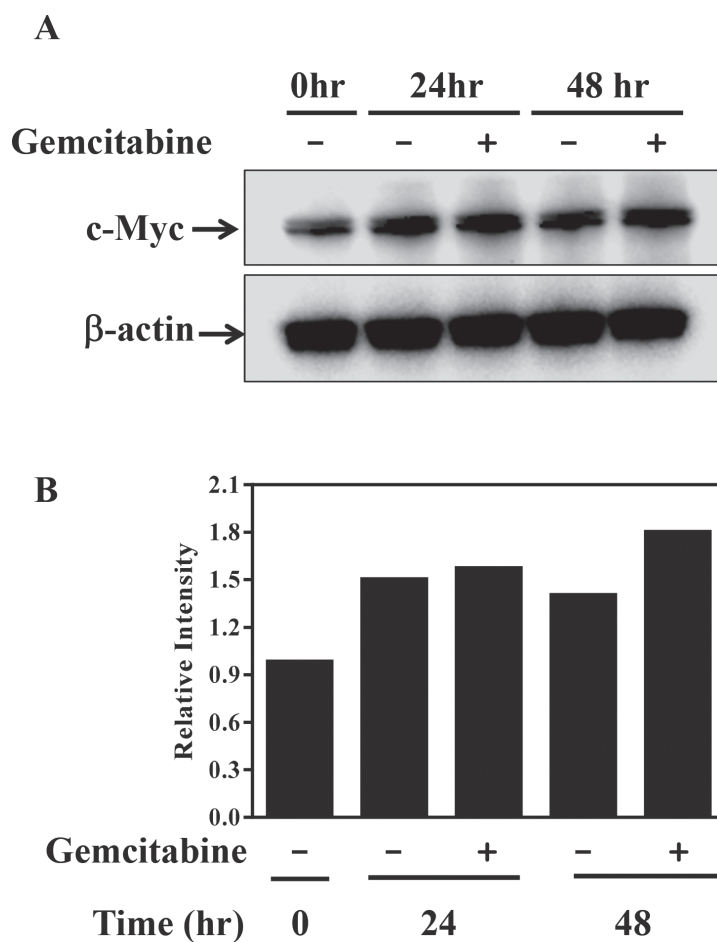 A
0hr 24hr 48 hr
Gemcitabine − − + − +
c-Myc
β-actin
B
2.1
1.8
1.5
1.2
0.9
0.6
0.3
0.0
Relative Intensity
Gemcitabine − − + − +
Time (hr) 0 24 48